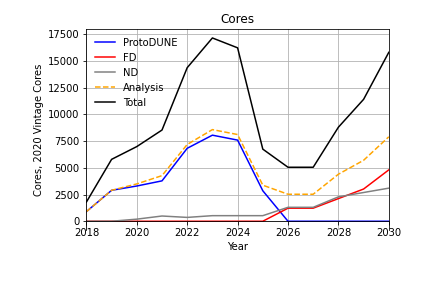 Cores
17500
15000
12500
10000
7500
5000
2500
0
Cores, 2020 Vintage Cores
ProtoDUNE
FD
ND
Analysis
Total
2018
2020
2022
2024
2026
2028
2030
Year